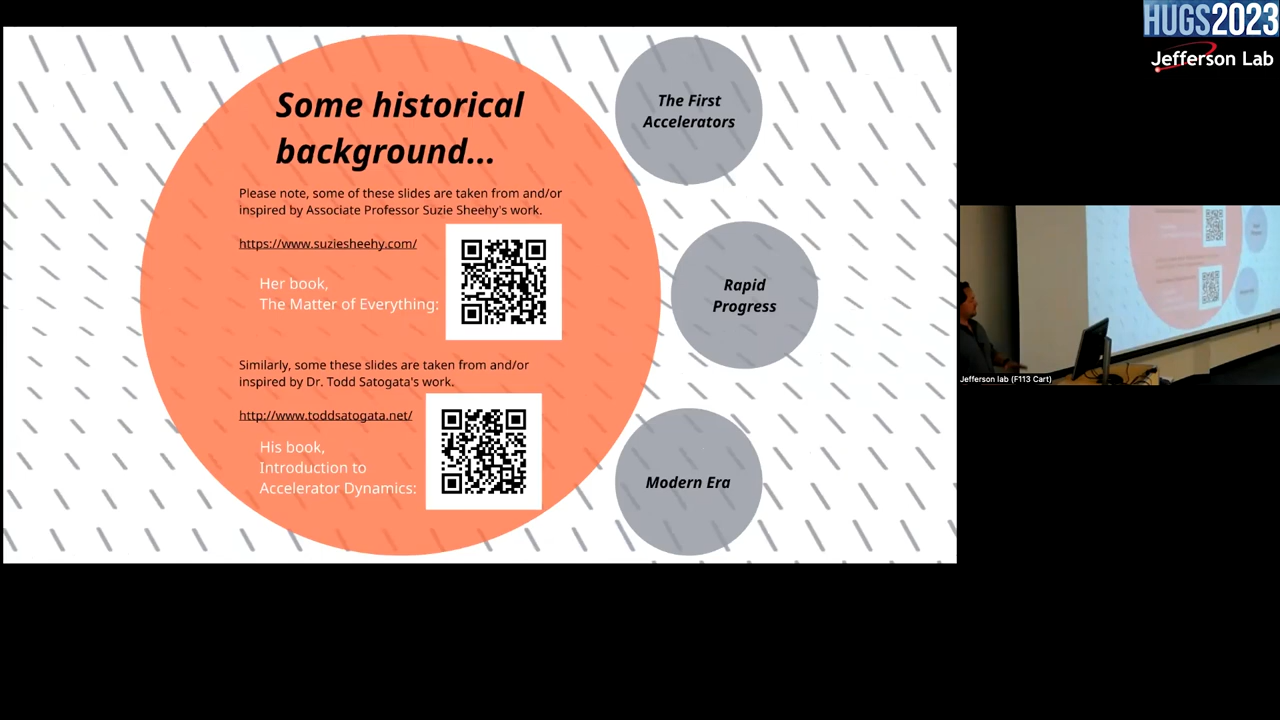 HUGS2023
Jefferson Lab
Some historical
background...
Please note, some of these slides are taken from and/or
inspired by Associate Professor Suzie Sheehy's work.
https://www.suziesheehy.com/
Her book,
The Matter of Everything:
Similarly, some these slides are taken from and/or
inspired by Dr. Todd Satogata's work.
http://www.toddsatogata.net/
His book,
Introduction to
Accelerator Dynamics:
The First
Accelerators
Rapid
Progress
Modern Era
Jefferson lab (F113 Cart)